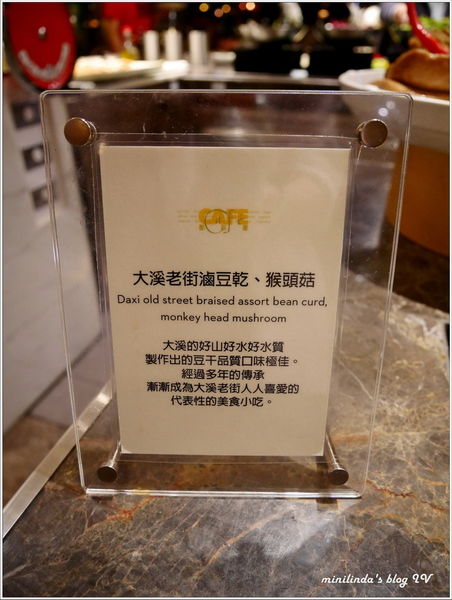 CAFE
大溪老街滷豆乾、猴頭菇
Daxi old street braised assort bean curd,
monkey head mushroom
大溪的好山好水好水質
製作出的豆干品質口味極佳。
經過多年的傳承
漸漸成為大溪老街人人喜愛的
代表性的美食小吃。
minilinda's blog IV